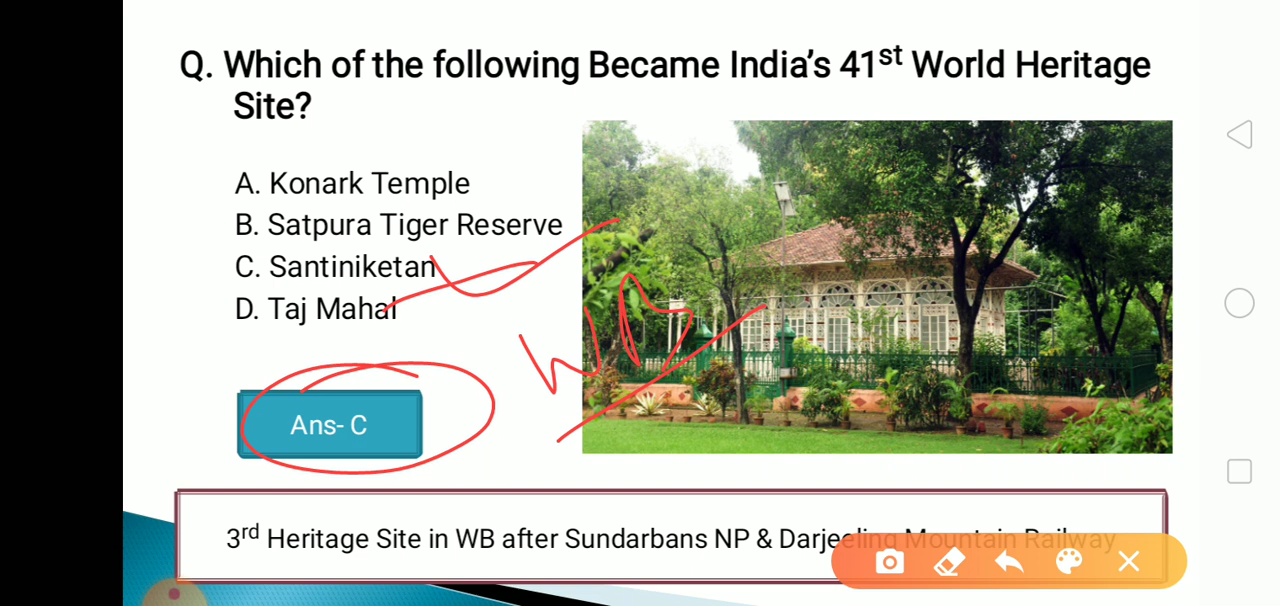 Q. Which of the following Became India's 41st World Heritage
Site?
A. Konark Temple
B. Satpura Tiger Reserve
C. Santiniketan
D. Taj Mahal
WB
Ans- C
3rd Heritage Site in WB after Sundarbans NP & Darjeeling Mountain Railway